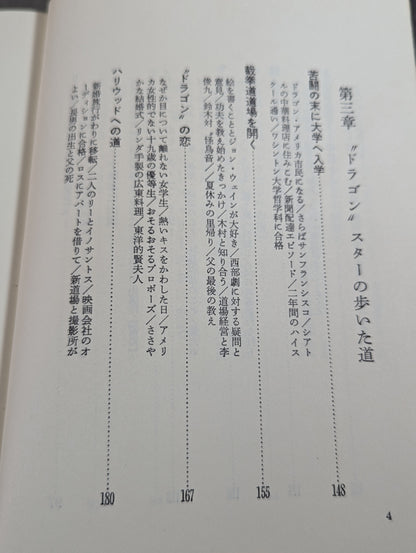 第三章 〝ドラゴン〟スターの歩いた道
苦闘の末に大学へ入学……148
ドラゴン・アメリカ市民になる/さらばサンフランシスコ/シアト
ルの中華料理店に住みこむ/新聞配達エピソード/二年間のハイス
クール通い/ワシントン大学哲学科に合格
截拳道道場を開く……155
絵を書くこととジョン・ウェインが大好き/西部劇に対する疑問と
意見/功夫を教え始めたきっかけ/木村と知り合う/道場経営と李
俊九/鈴木が〝怪鳥音〟/夏休みの里帰り/父の最後の教え
〝ドラゴン〟の恋……167
なぜか目について離れない女学生/熱いキスをかわした日/アメリ
カ女性的でない十九歳の優等生/おそるおそるプロポーズ/ささや
かな結婚式/リンダ手製の広東料理/東洋的賢夫人
ハリウッドへの道……180
新婚旅行がわりに移転/二人のリーとイノサントス/映画会社のオ
ーディションに合格/ロスにアパートを借りて/新道場と撮影所が
よい/長男の出生と父の死
4